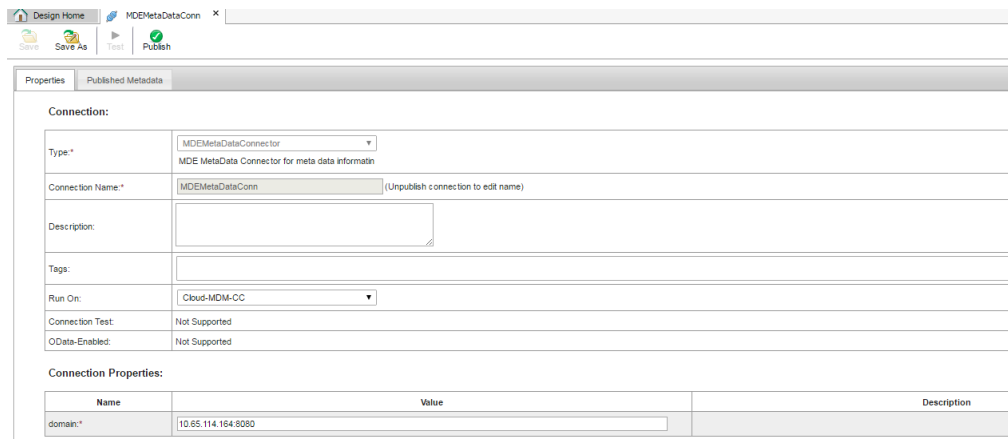 Design Home MDEMetaDataConn ×
Save Save As Test Publish
Properties Published Metadata
Connection:
Type:* MDEMetaDataConnector
MDE MetaData Connector for meta data informatin
Connection Name:* MDEMetaDataConn (Unpublish connection to edit name)
Description:
Tags:
Run On: Cloud-MDM-CC
Connection Test: Not Supported
OData-Enabled: Not Supported
Connection Properties:
Name Value Description
domain:* 10.65.114.164:8080